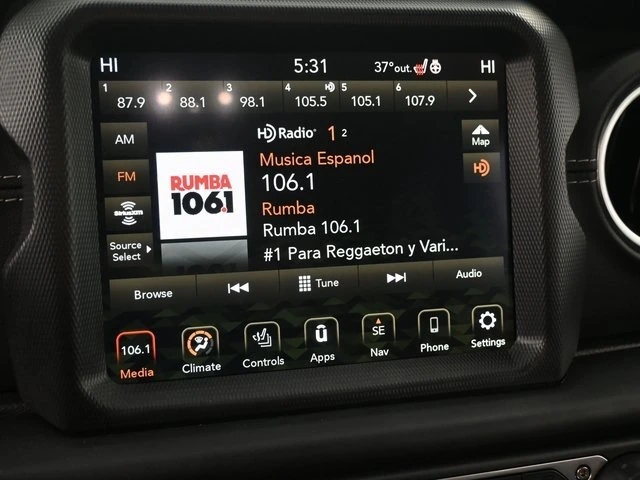 HI 5:31 37°out. HI
1 87.9 2 88.1 3 98.1 4 105.5 HD 5 105.1 6 107.9
AM
HD Radio® 1 2
Map
FM
RUMBA
106.1
Musica Espanol
HD
106.1
SiriusXM
Rumba
Rumba 106.1
Source
Select
#1 Para Reggaeton y Vari...
Browse Tune Audio
106.1 SE
Media Climate Controls Apps Nav Phone Settings